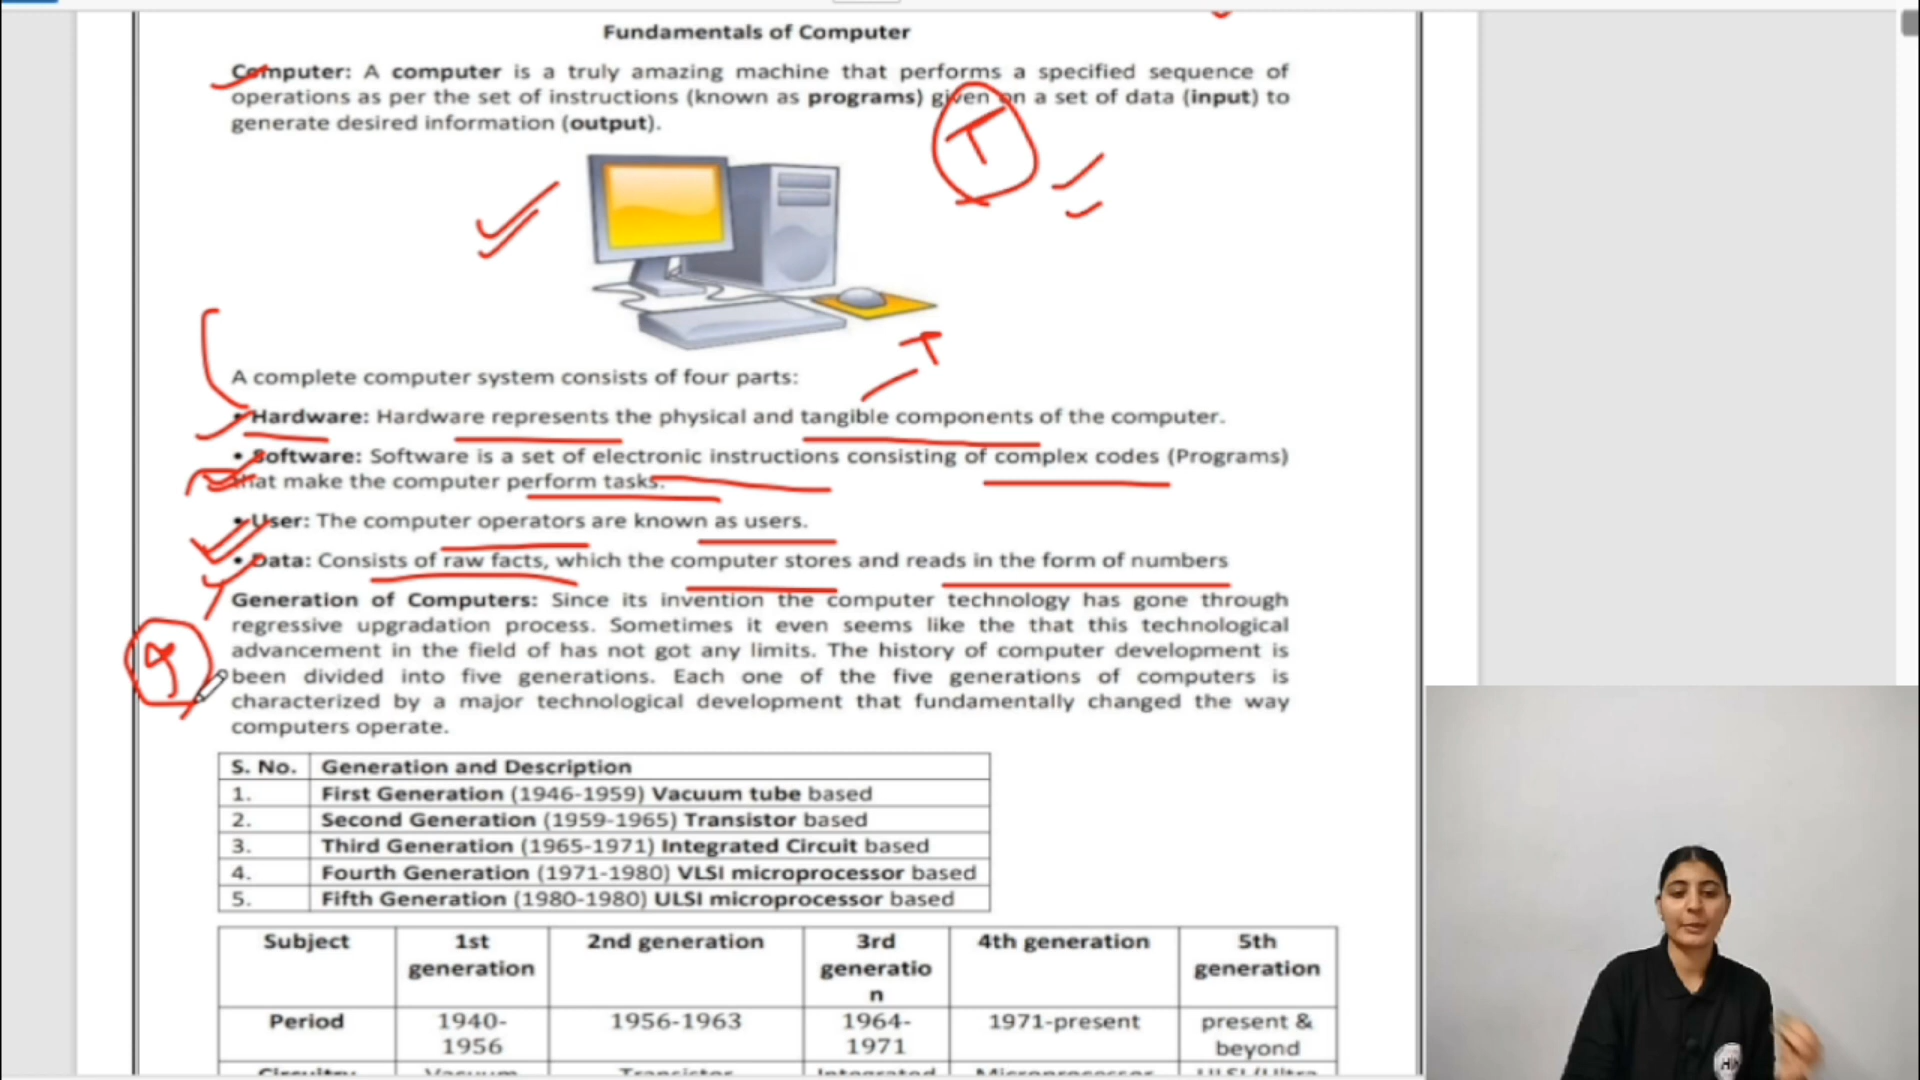 Fundamentals of Computer
Computer: A computer is a truly amazing machine that performs a specified sequence of
operations as per the set of instructions (known as programs) given on a set of data (input) to
generate desired information (output).
T
T
A complete computer system consists of four parts:
• Hardware: Hardware represents the physical and tangible components of the computer.
• Software: Software is a set of electronic instructions consisting of complex codes (Programs)
that make the computer perform tasks.
• User: The computer operators are known as users.
• Data: Consists of raw facts, which the computer stores and reads in the form of numbers
Generation of Computers: Since its invention the computer technology has gone through
regressive upgradation process. Sometimes it even seems like the that this technological
advancement in the field of has not got any limits. The history of computer development is
been divided into five generations. Each one of the five generations of computers is
characterized by a major technological development that fundamentally changed the way
computers operate.
S. No. Generation and Description
1. First Generation (1946-1959) Vacuum tube based
2. Second Generation (1959-1965) Transistor based
3. Third Generation (1965-1971) Integrated Circuit based
4. Fourth Generation (1971-1980) VLSI microprocessor based
5. Fifth Generation (1980-1980) ULSI microprocessor based
Subject 1st 2nd generation 3rd 4th generation 5th
generation generatio generation
n
Period 1940- 1956-1963 1964- 1971-present present &
1956 1971 beyond
Circuitry Vacuum Transistor Integrated Microprocessor ULSI (Ultra